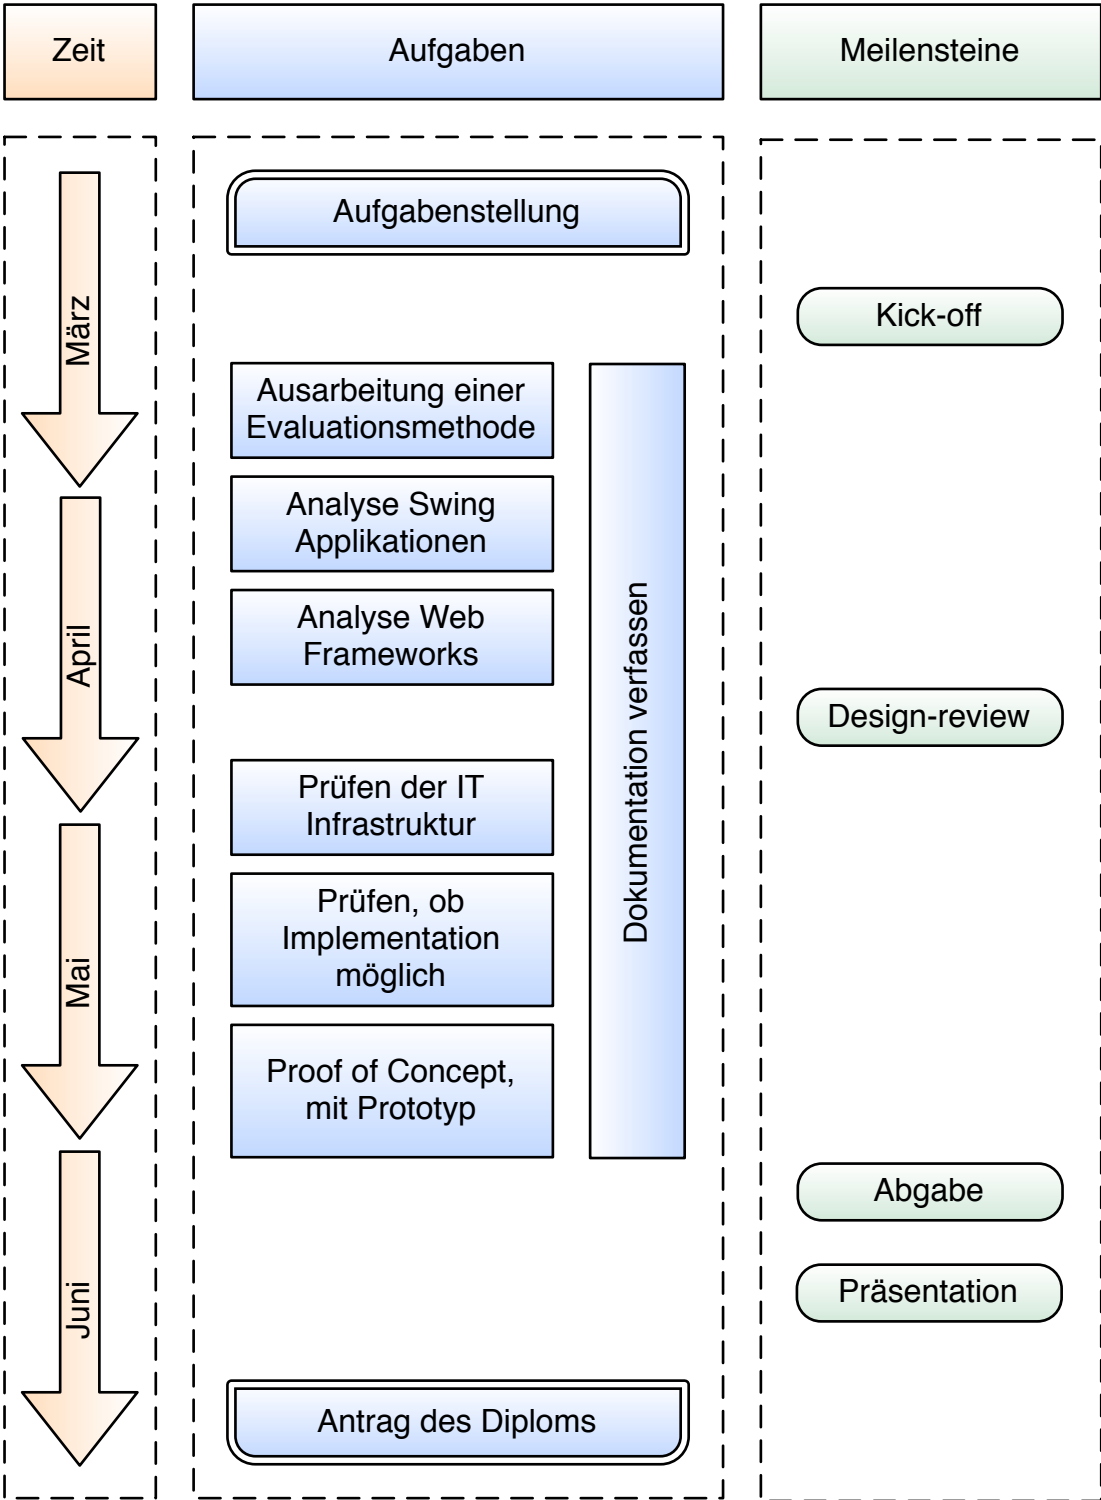 Zeit
Aufgaben
Meilensteine
Aufgabenstellung
Kick-off
März
Ausarbeitung einer
Evaluationsmethode
Analyse Swing
Applikationen
Analyse Web
Frameworks
April
Dokumentation verfassen
Design-review
Prüfen der IT
Infrastruktur
Prüfen, ob
Implementation
möglich
Mai
Proof of Concept,
mit Prototyp
Abgabe
Präsentation
Juni
Antrag des Diploms